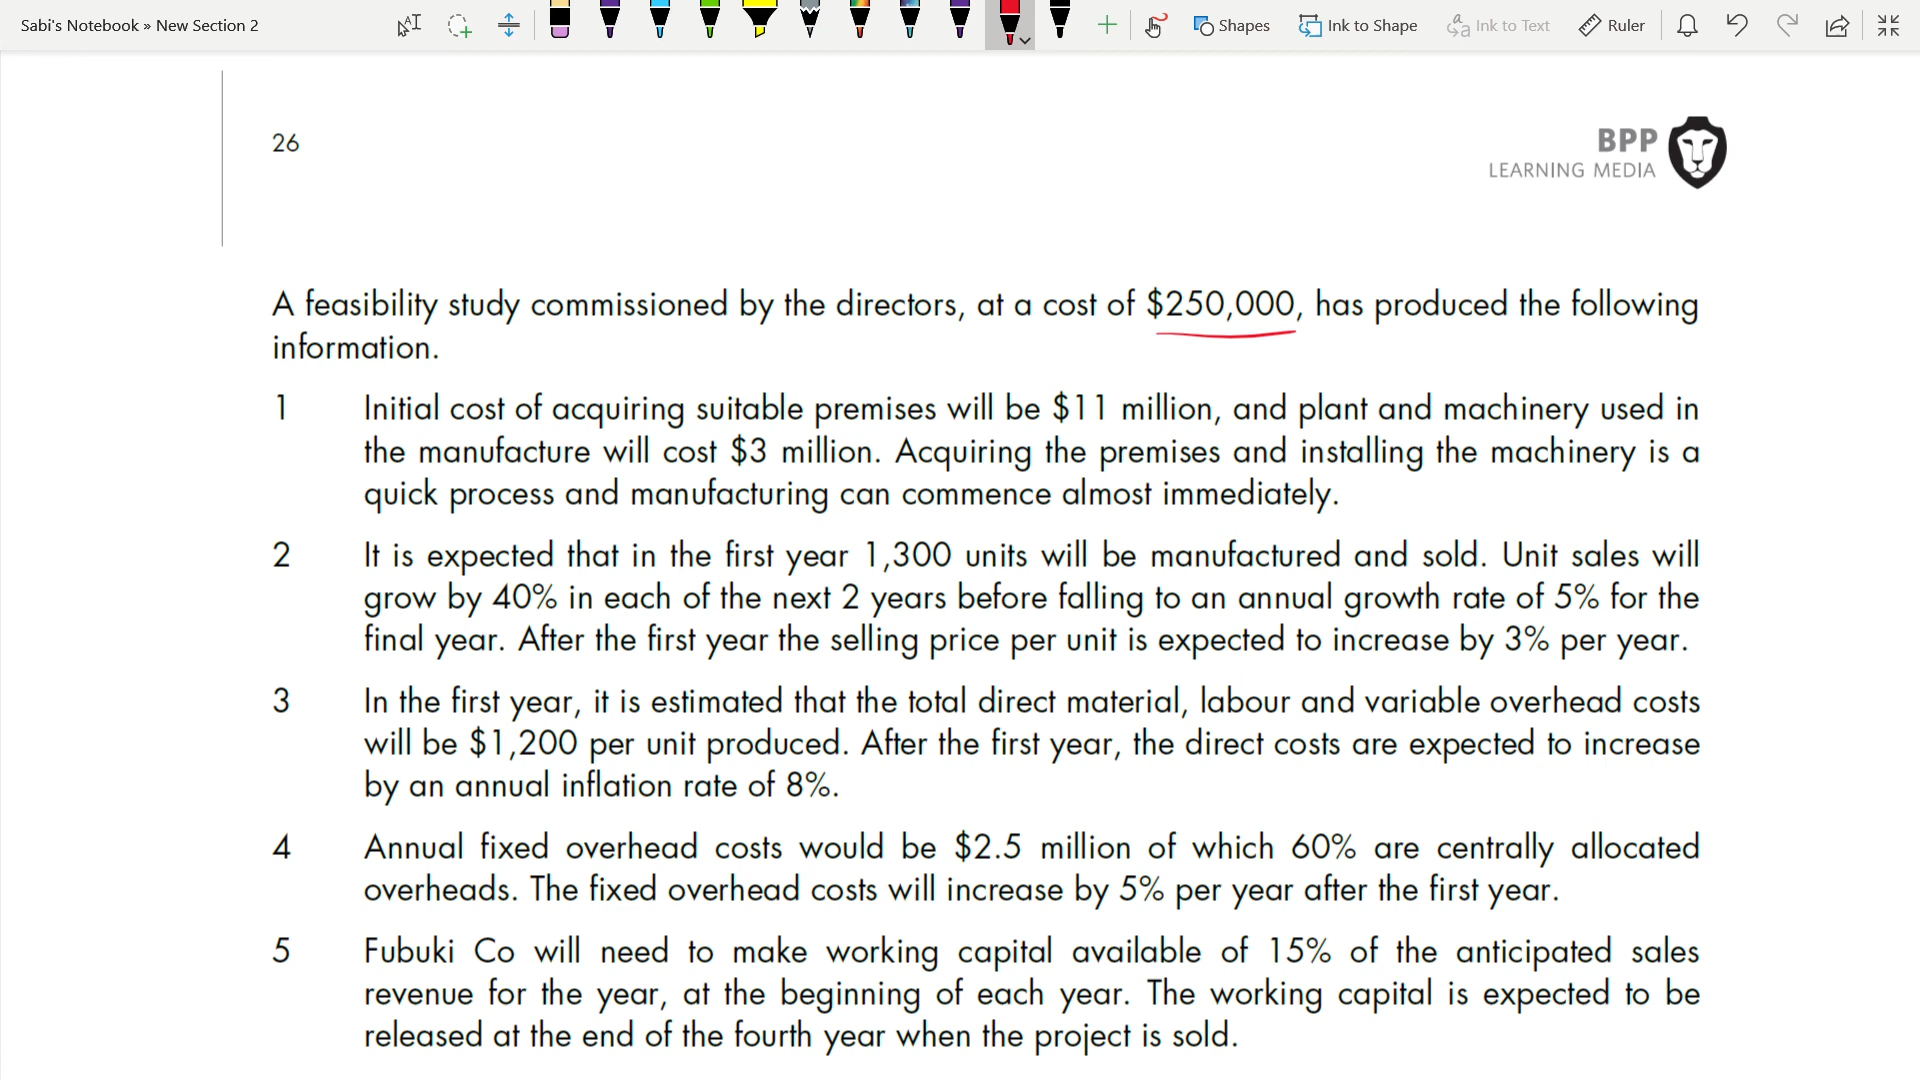 Sabi's Notebook » New Section 2
Shapes
Ink to Shape
Ink to Text
Ruler
26
BPP
LEARNING MEDIA
A feasibility study commissioned by the directors, at a cost of $250,000, has produced the following
information.
1 Initial cost of acquiring suitable premises will be $11 million, and plant and machinery used in
the manufacture will cost $3 million. Acquiring the premises and installing the machinery is a
quick process and manufacturing can commence almost immediately.
2 It is expected that in the first year 1,300 units will be manufactured and sold. Unit sales will
grow by 40% in each of the next 2 years before falling to an annual growth rate of 5% for the
final year. After the first year the selling price per unit is expected to increase by 3% per year.
3 In the first year, it is estimated that the total direct material, labour and variable overhead costs
will be $1,200 per unit produced. After the first year, the direct costs are expected to increase
by an annual inflation rate of 8%.
4 Annual fixed overhead costs would be $2.5 million of which 60% are centrally allocated
overheads. The fixed overhead costs will increase by 5% per year after the first year.
5 Fubuki Co will need to make working capital available of 15% of the anticipated sales
revenue for the year, at the beginning of each year. The working capital is expected to be
released at the end of the fourth year when the project is sold.